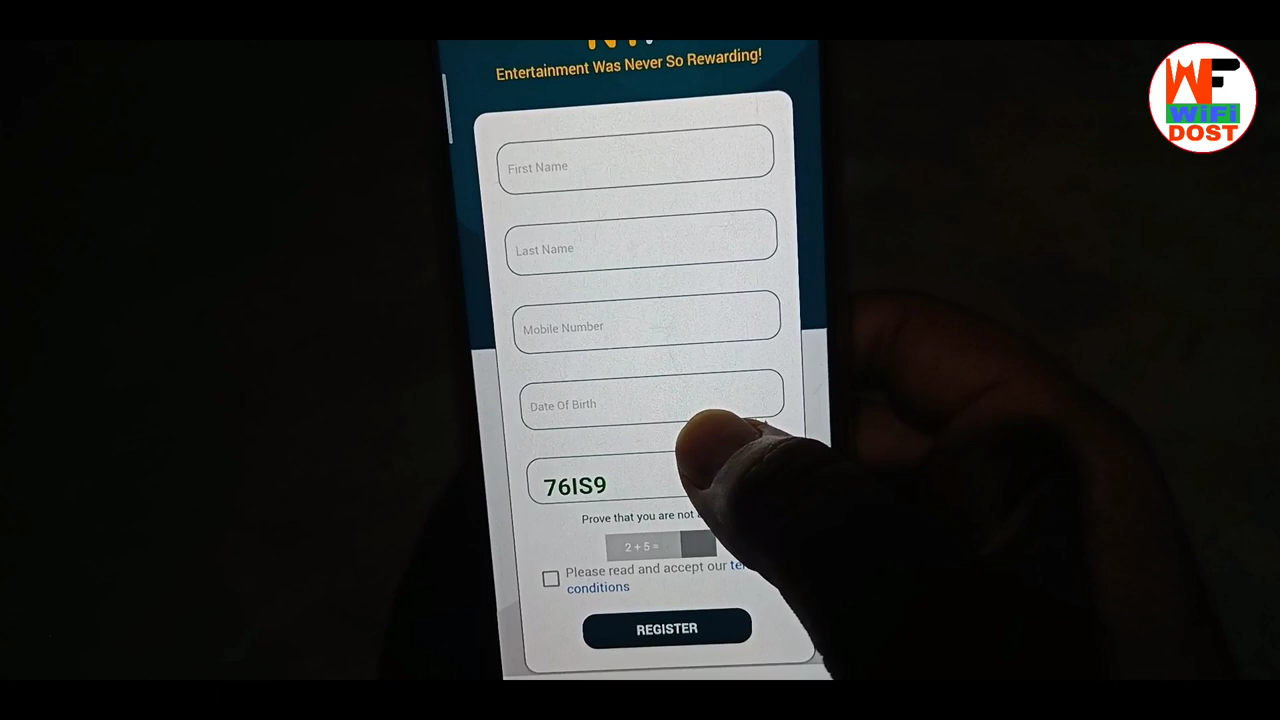 Entertainment Was Never So Rewarding!
First Name
Last Name
Mobile Number
Date Of Birth
76IS9
Prove that you are not
2 + 5 =
Please read and accept our
conditions
REGISTER
WF
WiFi
DOST